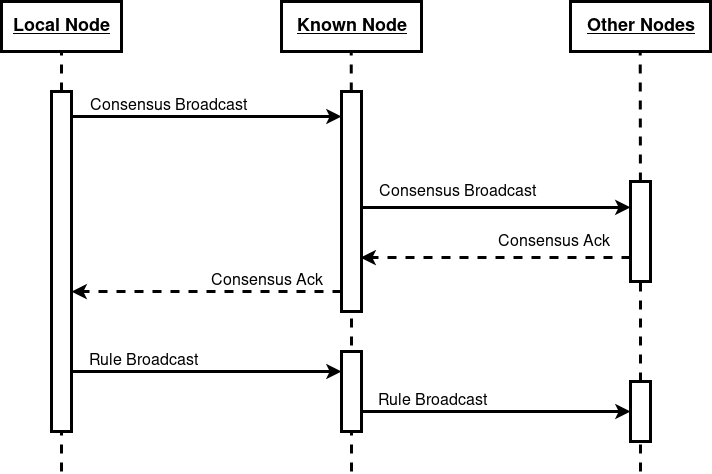 Local Node
Known Node
Other Nodes
Consensus Broadcast
Consensus Broadcast
Consensus Ack
Consensus Ack
Rule Broadcast
Rule Broadcast